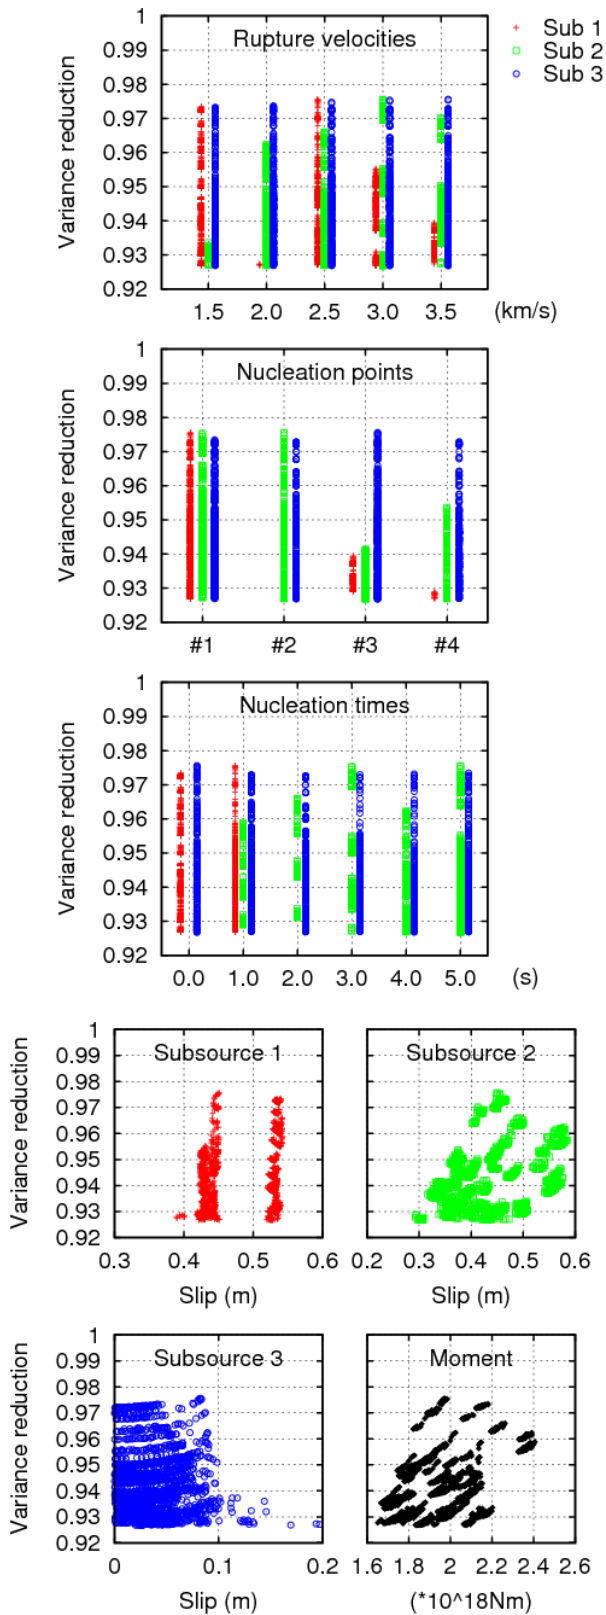 1
Rupture velocities
Sub 1
0.99
Sub 2
0.98
Sub 3
0.97
0.96
0.95
0.94
0.93
0.92
Variance reduction
1.5 2.0 2.5 3.0 3.5 (km/s)
1
Nucleation points
0.99
0.98
0.97
0.96
0.95
0.94
0.93
0.92
Variance reduction
#1 #2 #3 #4
1
Nucleation times
0.99
0.98
0.97
0.96
0.95
0.94
0.93
0.92
Variance reduction
0.0 1.0 2.0 3.0 4.0 5.0 (s)
1
Subsource 1
Subsource 2
0.99
0.98
0.97
0.96
0.95
0.94
0.93
0.92
Variance reduction
0.3 0.4 0.5 0.6
0.2 0.3 0.4 0.5 0.6
Slip (m)
Slip (m)
1
Subsource 3
Moment
0.99
0.98
0.97
0.96
0.95
0.94
0.93
0.92
Variance reduction
0 0.1 0.2
1.6 1.8 2 2.2 2.4 2.6
Slip (m)
(*10^18Nm)